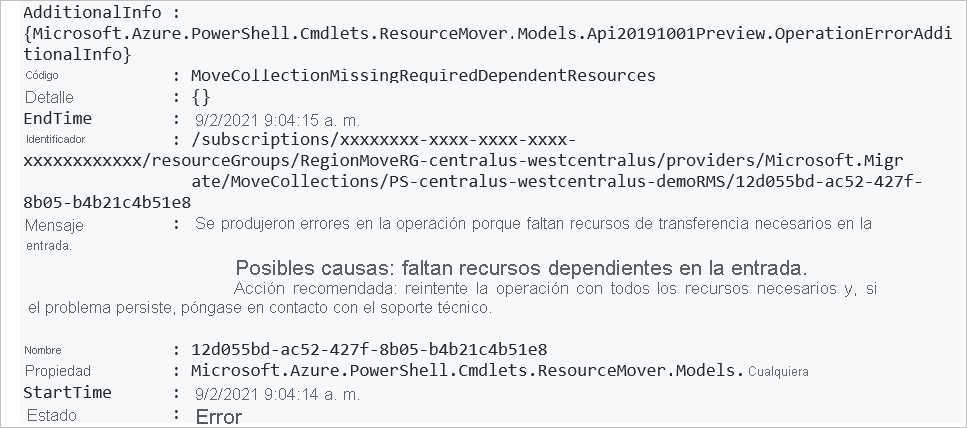 AdditionalInfo :
{Microsoft.Azure.PowerShell.Cmdlets.ResourceMover.Models.Api20191001Preview.OperationErrorAddi
tionalInfo}
Código : MoveCollectionMissingRequiredDependentResources
Detalle : {}
EndTime : 9/2/2021 9:04:15 a. m.
Identificador : /subscriptions/xxxxxxxx-xxxx-xxxx-xxxx-
xxxxxxxxxxxx/resourceGroups/RegionMoveRG-centralus-westcentralus/providers/Microsoft.Migr
ate/MoveCollections/PS-centralus-westcentralus-demoRMS/12d055bd-ac52-427f-
8b05-b4b21c4b51e8
Mensaje : Se produjeron errores en la operación porque faltan recursos de transferencia necesarios en la
entrada.
Posibles causas: faltan recursos dependientes en la entrada.
Acción recomendada: reintente la operación con todos los recursos necesarios y, si
el problema persiste, póngase en contacto con el soporte técnico.
Nombre : 12d055bd-ac52-427f-8b05-b4b21c4b51e8
Propiedad : Microsoft.Azure.PowerShell.Cmdlets.ResourceMover.Models. Cualquiera
StartTime : 9/2/2021 9:04:14 a. m.
Estado : Error